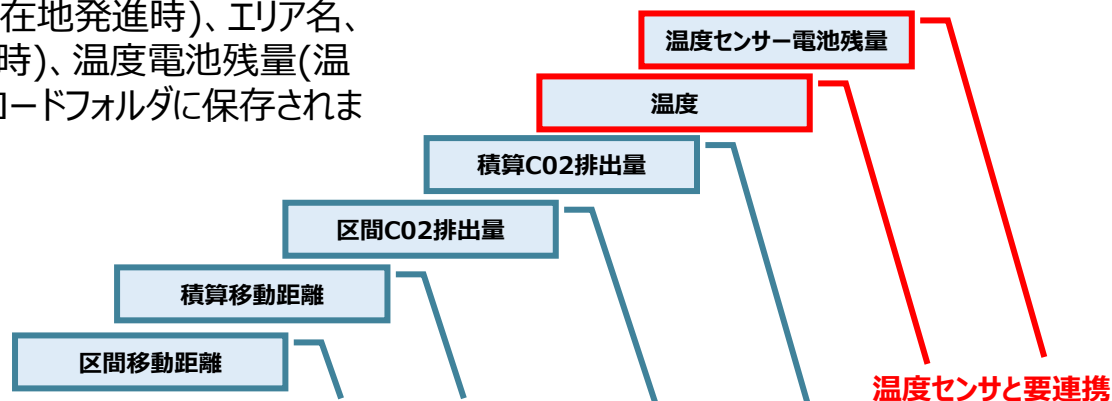 在地発進時)、エリア名、
時)、温度電池残量(温
コードフォルダに保存されま
温度センサー電池残量
温度
積算C02排出量
区間C02排出量
積算移動距離
区間移動距離
温度センサと要連携